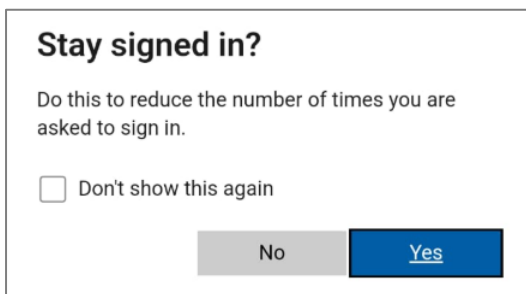 Stay signed in?
Do this to reduce the number of times you are
asked to sign in.
Don't show this again
No Yes